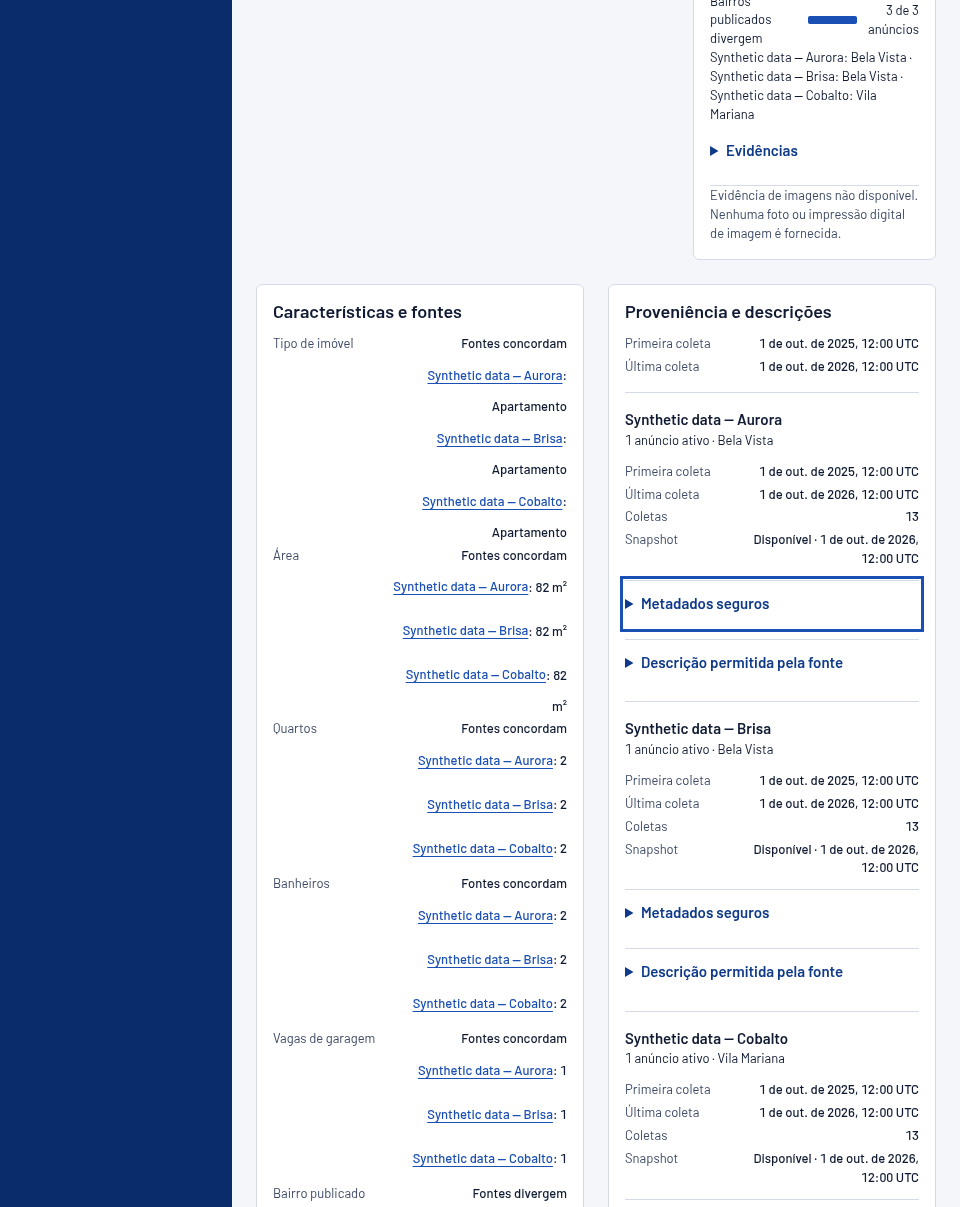 Bairros
publicados
divergem
3 de 3
anúncios
Synthetic data — Aurora: Bela Vista ·
Synthetic data — Brisa: Bela Vista ·
Synthetic data — Cobalto: Vila
Mariana
Evidências
Evidência de imagens não disponível.
Nenhuma foto ou impressão digital
de imagem é fornecida.
Características e fontes
Tipo de imóvel Fontes concordam
Synthetic data — Aurora:
Apartamento
Synthetic data — Brisa:
Apartamento
Synthetic data — Cobalto:
Apartamento
Área Fontes concordam
Synthetic data — Aurora: 82 m²
Synthetic data — Brisa: 82 m²
Synthetic data — Cobalto: 82
m²
Quartos Fontes concordam
Synthetic data — Aurora: 2
Synthetic data — Brisa: 2
Synthetic data — Cobalto: 2
Banheiros Fontes concordam
Synthetic data — Aurora: 2
Synthetic data — Brisa: 2
Synthetic data — Cobalto: 2
Vagas de garagem Fontes concordam
Synthetic data — Aurora: 1
Synthetic data — Brisa: 1
Synthetic data — Cobalto: 1
Bairro publicado Fontes divergem
Proveniência e descrições
Primeira coleta 1 de out. de 2025, 12:00 UTC
Última coleta 1 de out. de 2026, 12:00 UTC
Synthetic data — Aurora
1 anúncio ativo · Bela Vista
Primeira coleta 1 de out. de 2025, 12:00 UTC
Última coleta 1 de out. de 2026, 12:00 UTC
Coletas 13
Snapshot Disponível · 1 de out. de 2026,
12:00 UTC
Metadados seguros
Descrição permitida pela fonte
Synthetic data — Brisa
1 anúncio ativo · Bela Vista
Primeira coleta 1 de out. de 2025, 12:00 UTC
Última coleta 1 de out. de 2026, 12:00 UTC
Coletas 13
Snapshot Disponível · 1 de out. de 2026,
12:00 UTC
Metadados seguros
Descrição permitida pela fonte
Synthetic data — Cobalto
1 anúncio ativo · Vila Mariana
Primeira coleta 1 de out. de 2025, 12:00 UTC
Última coleta 1 de out. de 2026, 12:00 UTC
Coletas 13
Snapshot Disponível · 1 de out. de 2026,
12:00 UTC